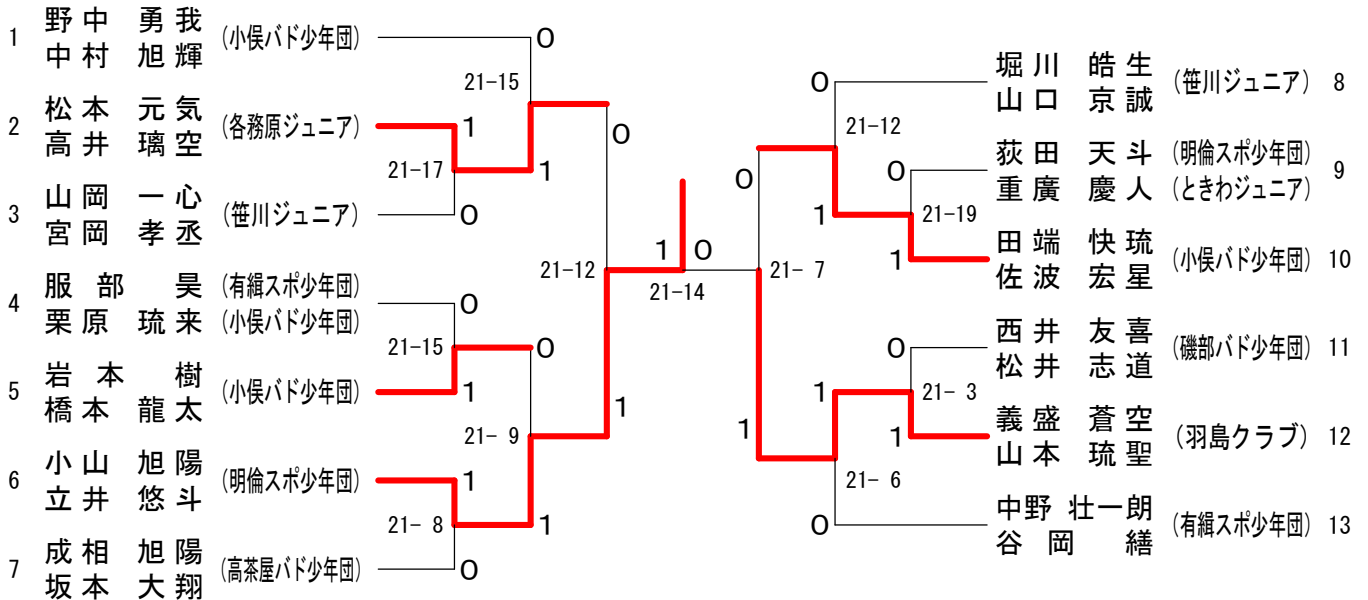 1 野中 勇我 (小俣バド少年団)
中村 旭輝
2 松本 元気 (各務原ジュニア)
高井 璃空
3 山岡 一心 (笹川ジュニア)
宮岡 孝丞
4 服部 昊 (有緝スポ少年団)
栗原 琉来 (小俣バド少年団)
5 岩本 樹 (小俣バド少年団)
橋本 龍太
6 小山 旭陽 (明倫スポ少年団)
立井 悠斗
7 成相 旭陽 (高茶屋バド少年団)
坂本 大翔
0
21-15
1
1
21-17
0
0
21-12
0
21-15
1
0
21-9
1
1
21-8
0
1
1
0
21-14
0
21-7
1
0
21-12
1
0
21-19
1
0
21-3
1
1
21-6
0
堀川 皓生 (笹川ジュニア) 8
山口 京誠
荻田 天斗 (明倫スポ少年団) 9
重廣 慶人 (ときわジュニア)
田端 快琉 (小俣バド少年団) 10
佐波 宏星
西井 友喜 (磯部バド少年団) 11
松井 志道
義盛 蒼空 (羽島クラブ) 12
山本 琉聖
中野 壮一朗 (有緝スポ少年団) 13
谷岡 繕